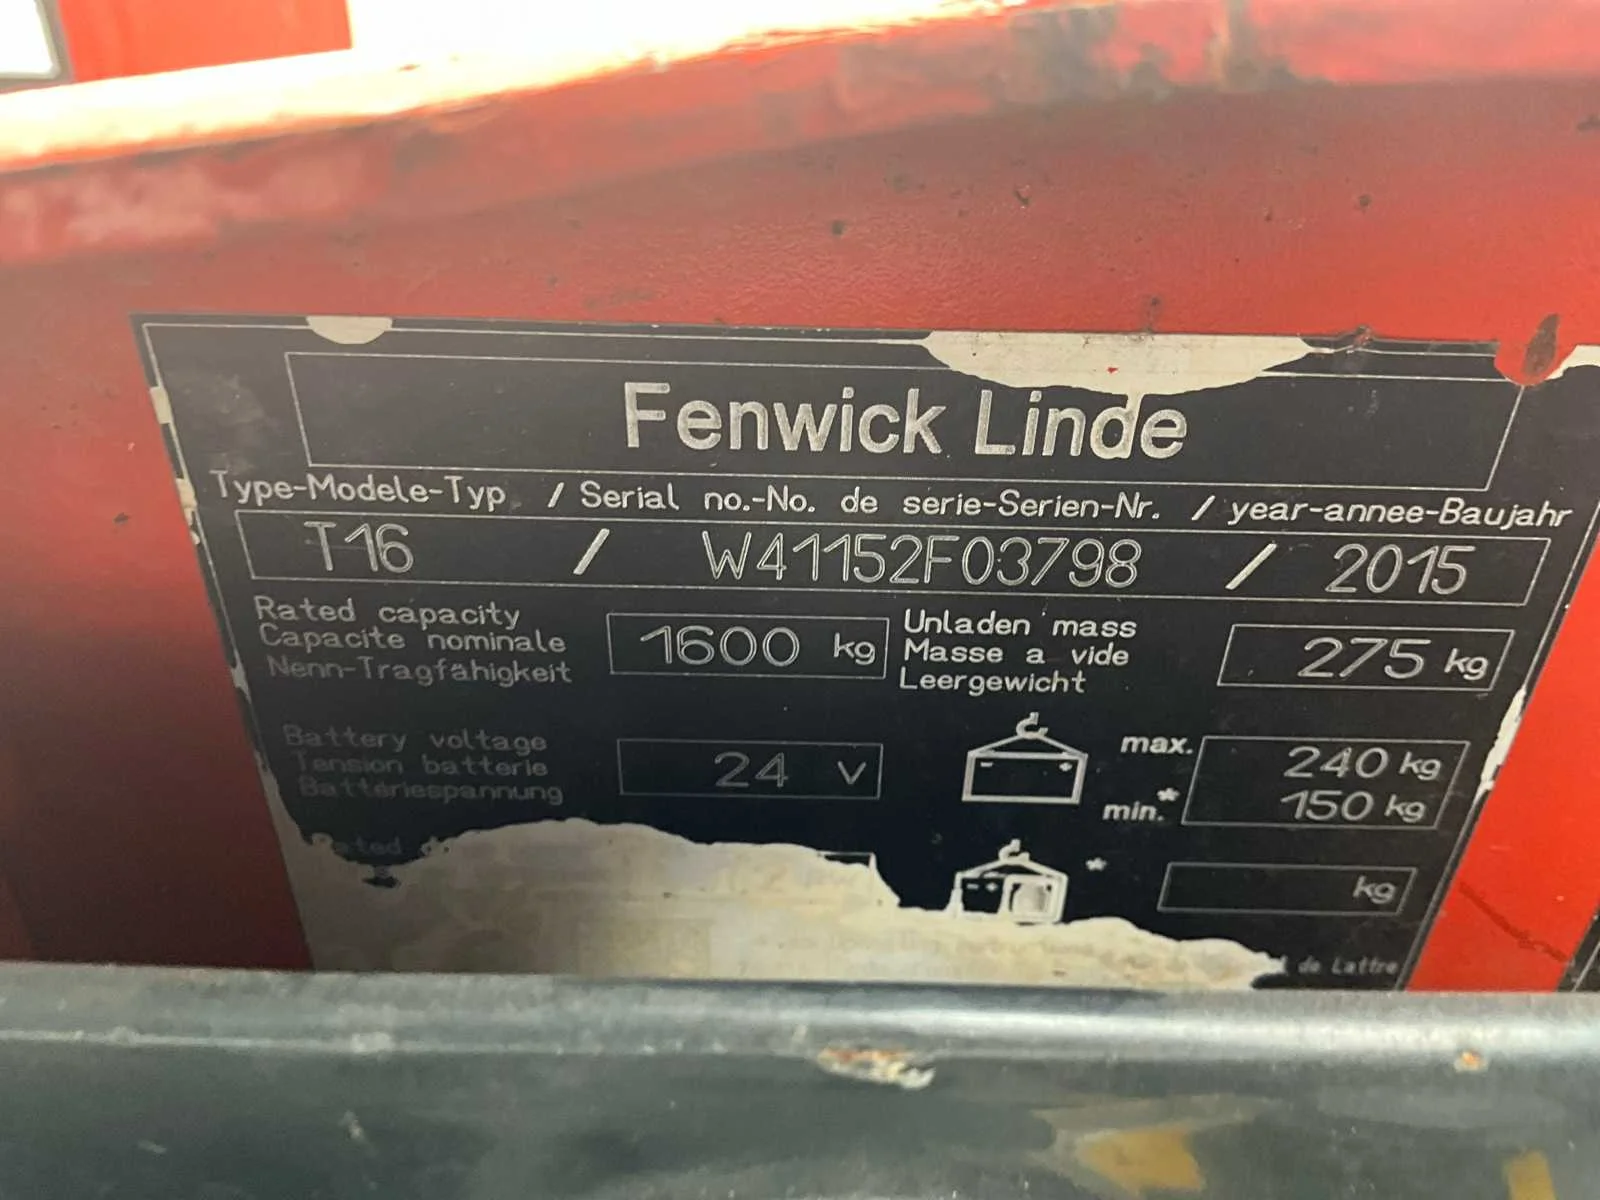 Fenwick Linde
Type-Modele-Typ / Serial no.-No. de serie-Serien-Nr. / year-annee-Baujahr
T16 / W41152F03798 / 2015
Rated capacity
Capacite nominale
Nenn-Tragfähigkeit
1600 kg
Unladen mass
Masse a vide
Leergewicht
275 kg
Battery voltage
Tension batterie
Batteriespannung
24 V
- +
max. 240 kg
min.* 150 kg
Rated
- +
*
kg
de Lattre